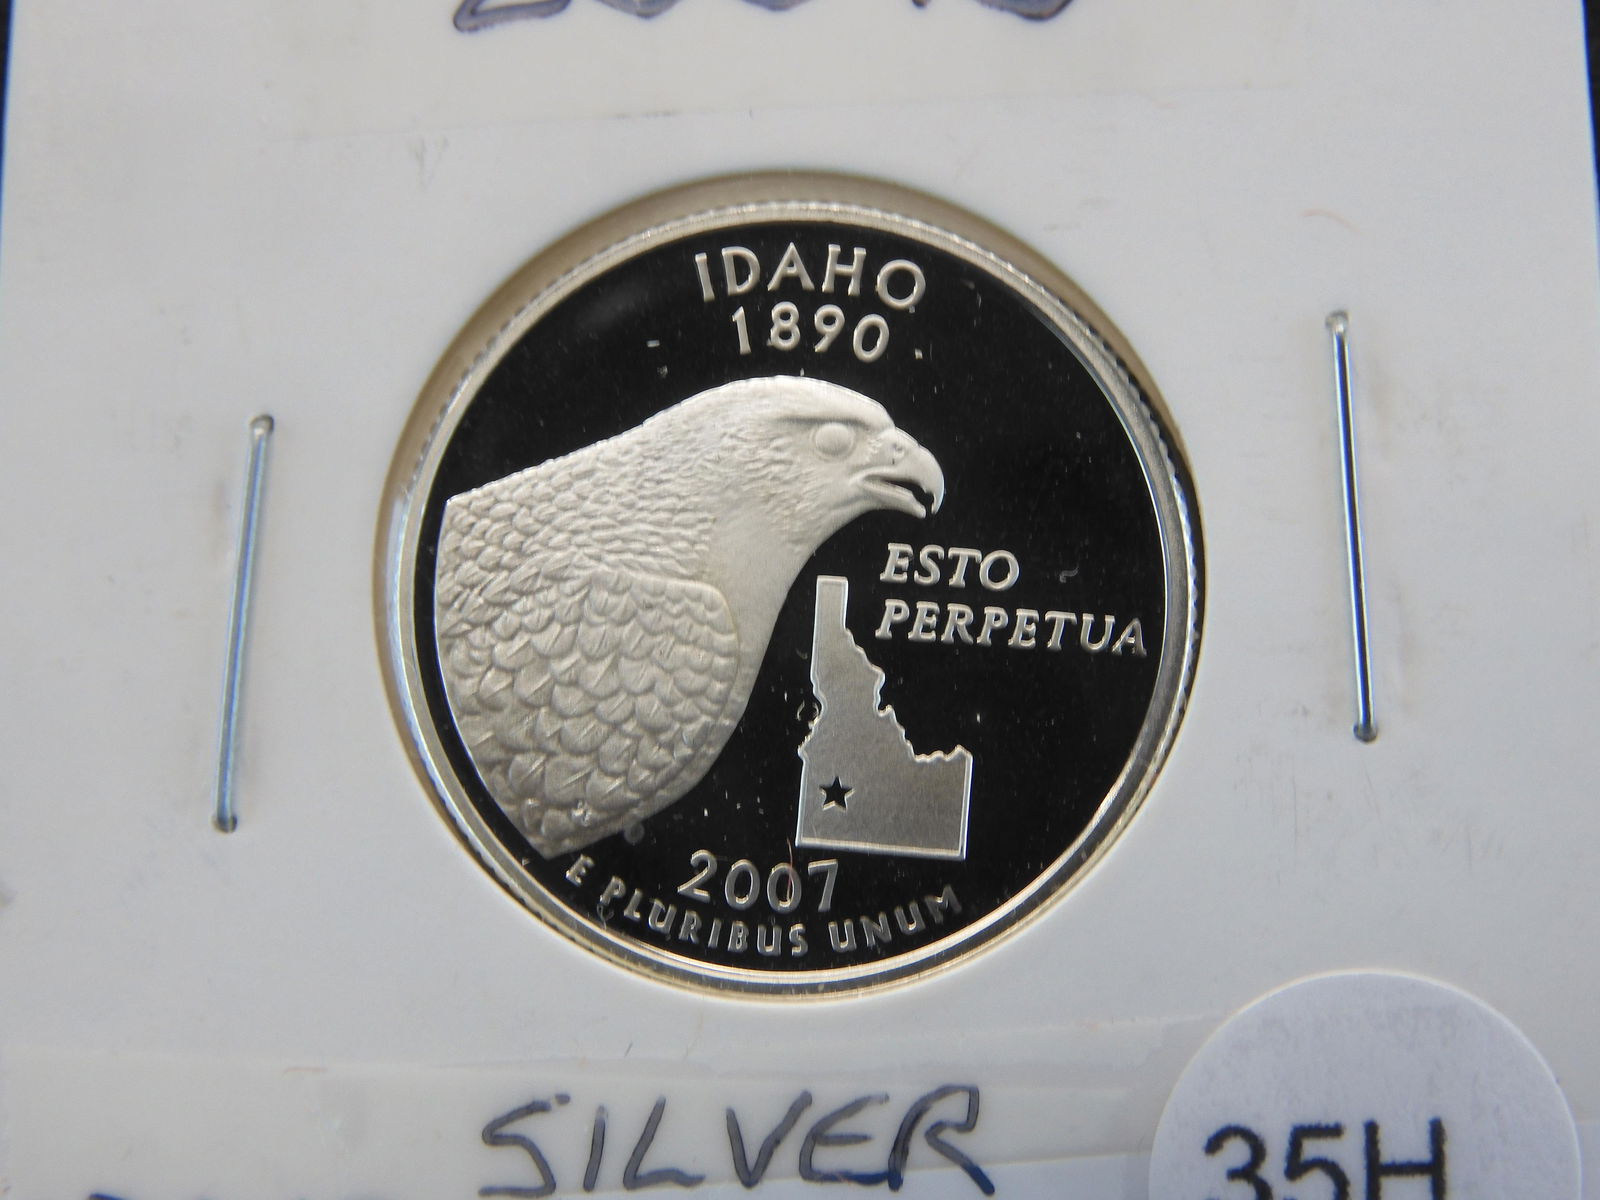 IDAHO
1890
ESTO
PERPETUA
2007
E PLURIBUS UNUM
SILVER
35H